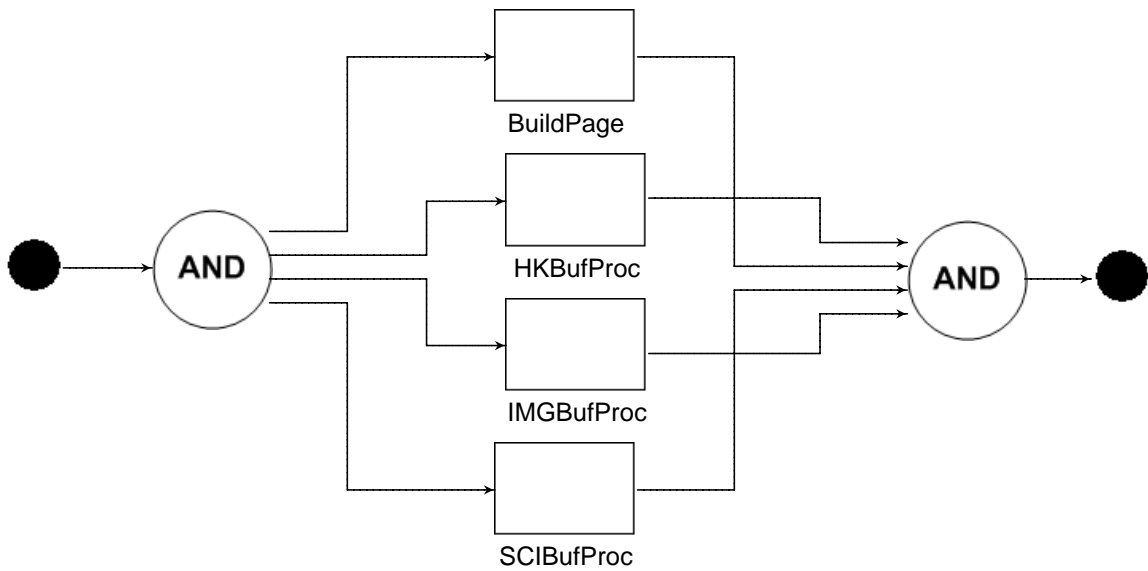 BuildPage
HKBufProc
AND
AND
IMGBufProc
SCIBufProc